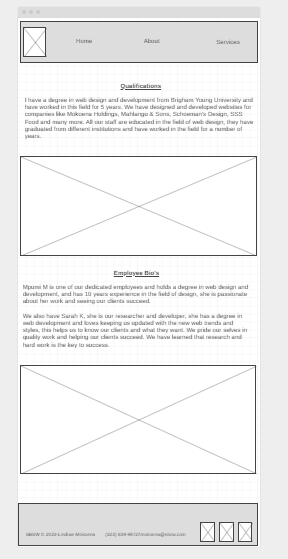 Home About Services
Qualifications
I have a degree in web design and development from Brigham Young University and
have worked in this field for 5 years. We have designed and developed websites for
companies like Mokoena Holdings, Mahlangu & Sons, Schoeman's Design, SSS
Food and many more. All our staff are educated in the field of web design, they have
graduated from different institutions and have worked in the field for a number of
years.
Employee Bio's
Mpumi M is one of our dedicated employees and holds a degree in web design and
development, and has 10 years experience in the field of design, she is passionate
about her work and seeing our clients succeed.
We also have Sarah K, she is our researcher and developer, she has a degree in
web development and loves keeping us updated with the new web trends and
styles, this helps us to know our clients and what they want. We pride our selves in
quality work and helping our clients succeed. We have learned that research and
hard work is the key to success.
Mokoena